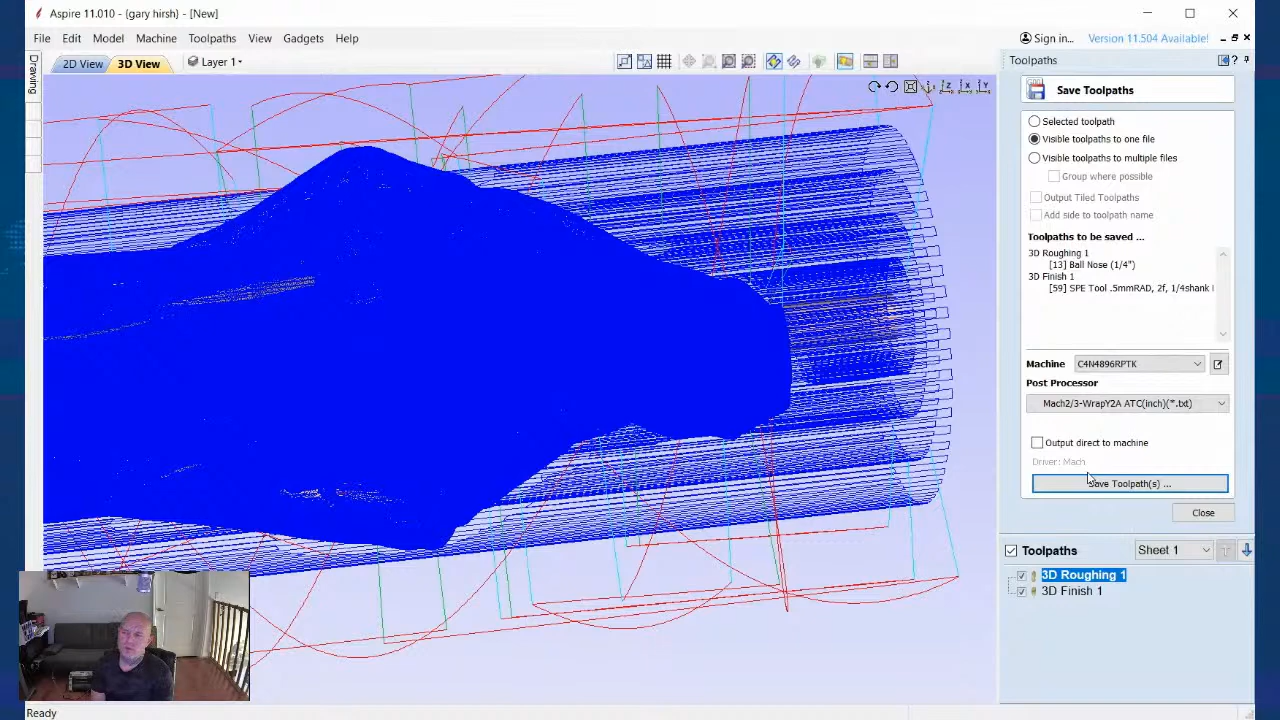 Aspire 11.010 - {gary hirsh} - [New]
File Edit Model Machine Toolpaths View Gadgets Help
Sign in... Version 11.504 Available!
Drawing
2D View 3D View Layer 1
Toolpaths
Save Toolpaths
Selected toolpath
Visible toolpaths to one file
Visible toolpaths to multiple files
Group where possible
Output Tiled Toolpaths
Add side to toolpath name
Toolpaths to be saved ...
3D Roughing 1
[13] Ball Nose (1/4")
3D Finish 1
[59] SPE Tool .5mmRAD, 2f, 1/4shank
Machine C4N4896RPTK
Post Processor
Mach2/3-WrapY2A ATC(inch)(*.txt)
Output direct to machine
Driver: Mach
Save Toolpath(s) ...
Close
Toolpaths Sheet 1
3D Roughing 1
3D Finish 1
Ready